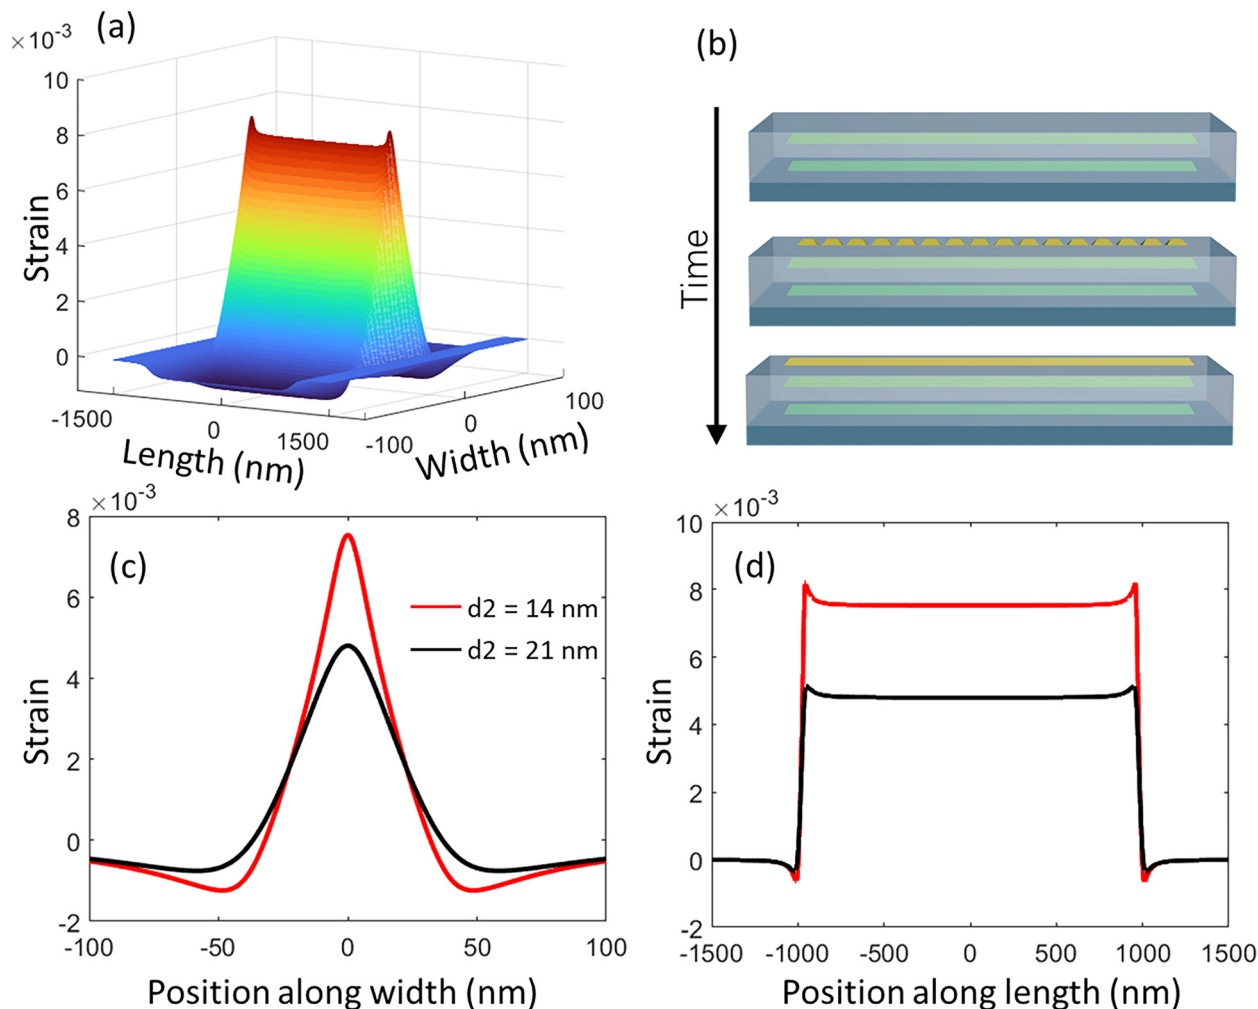 (a)
×10⁻³
10
8
6
4
2
0
Strain
-1500
0
1500
Length (nm)
-100
0
100
Width (nm)
(b)
Time
(c)
×10⁻³
8
6
4
2
0
-2
Strain
d2 = 14 nm
d2 = 21 nm
-100
-50
0
50
100
Position along width (nm)
(d)
×10⁻³
10
8
6
4
2
0
-2
Strain
-1500
-1000
-500
0
500
1000
1500
Position along length (nm)